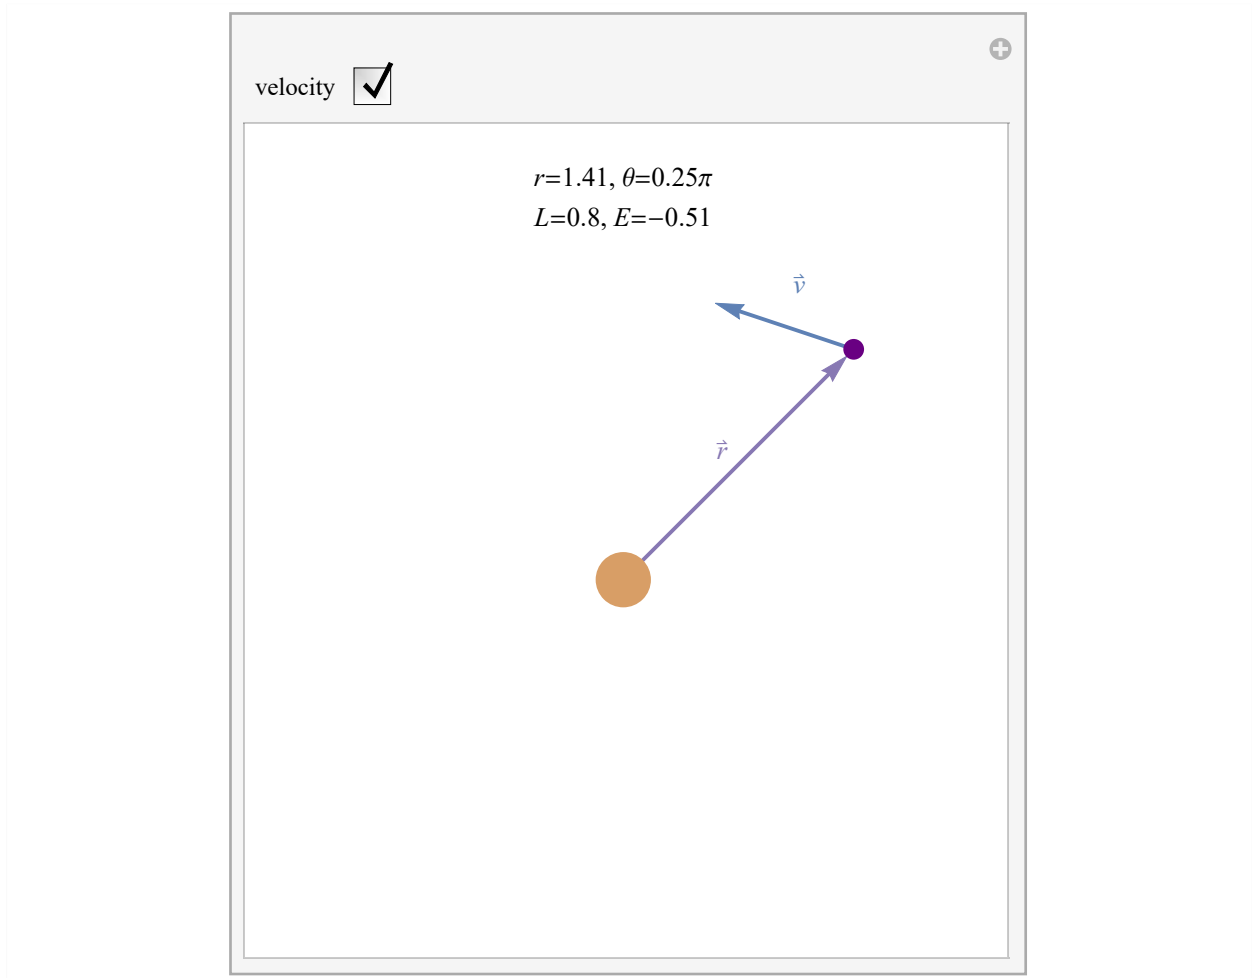 velocity
r=1.41, θ=0.25π
L=0.8, E=−0.51
v⃗
r⃗